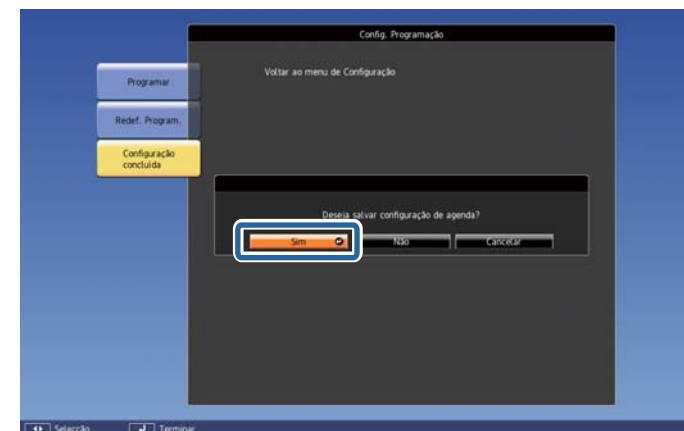 Config. Programação
Voltar ao menu de Configuração
Programar
Redef. Program.
Configuração
concluída
Deseja salvar configuração de agenda?
Sim Não Cancelar
Selecção Terminar